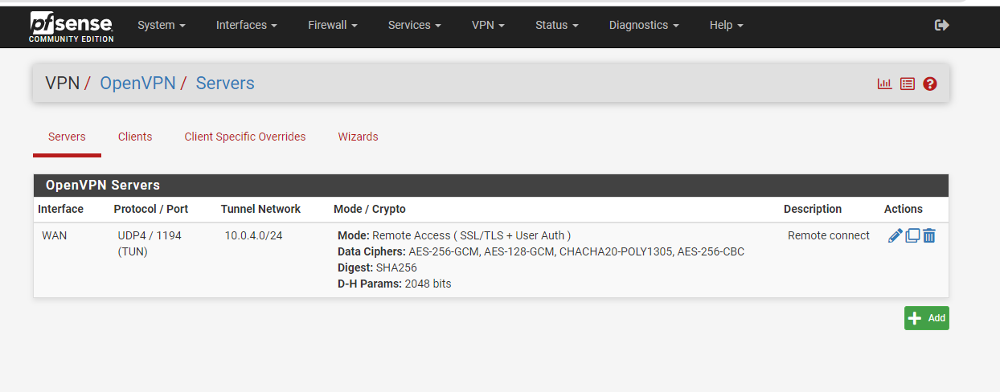 pfsense
COMMUNITY EDITION
System Interfaces Firewall Services VPN Status Diagnostics Help
VPN / OpenVPN / Servers
Servers Clients Client Specific Overrides Wizards
OpenVPN Servers
Interface Protocol / Port Tunnel Network Mode / Crypto Description Actions
WAN UDP4 / 1194 10.0.4.0/24 Mode: Remote Access ( SSL/TLS + User Auth ) Remote connect
(TUN) Data Ciphers: AES-256-GCM, AES-128-GCM, CHACHA20-POLY1305, AES-256-CBC
Digest: SHA256
D-H Params: 2048 bits
Add